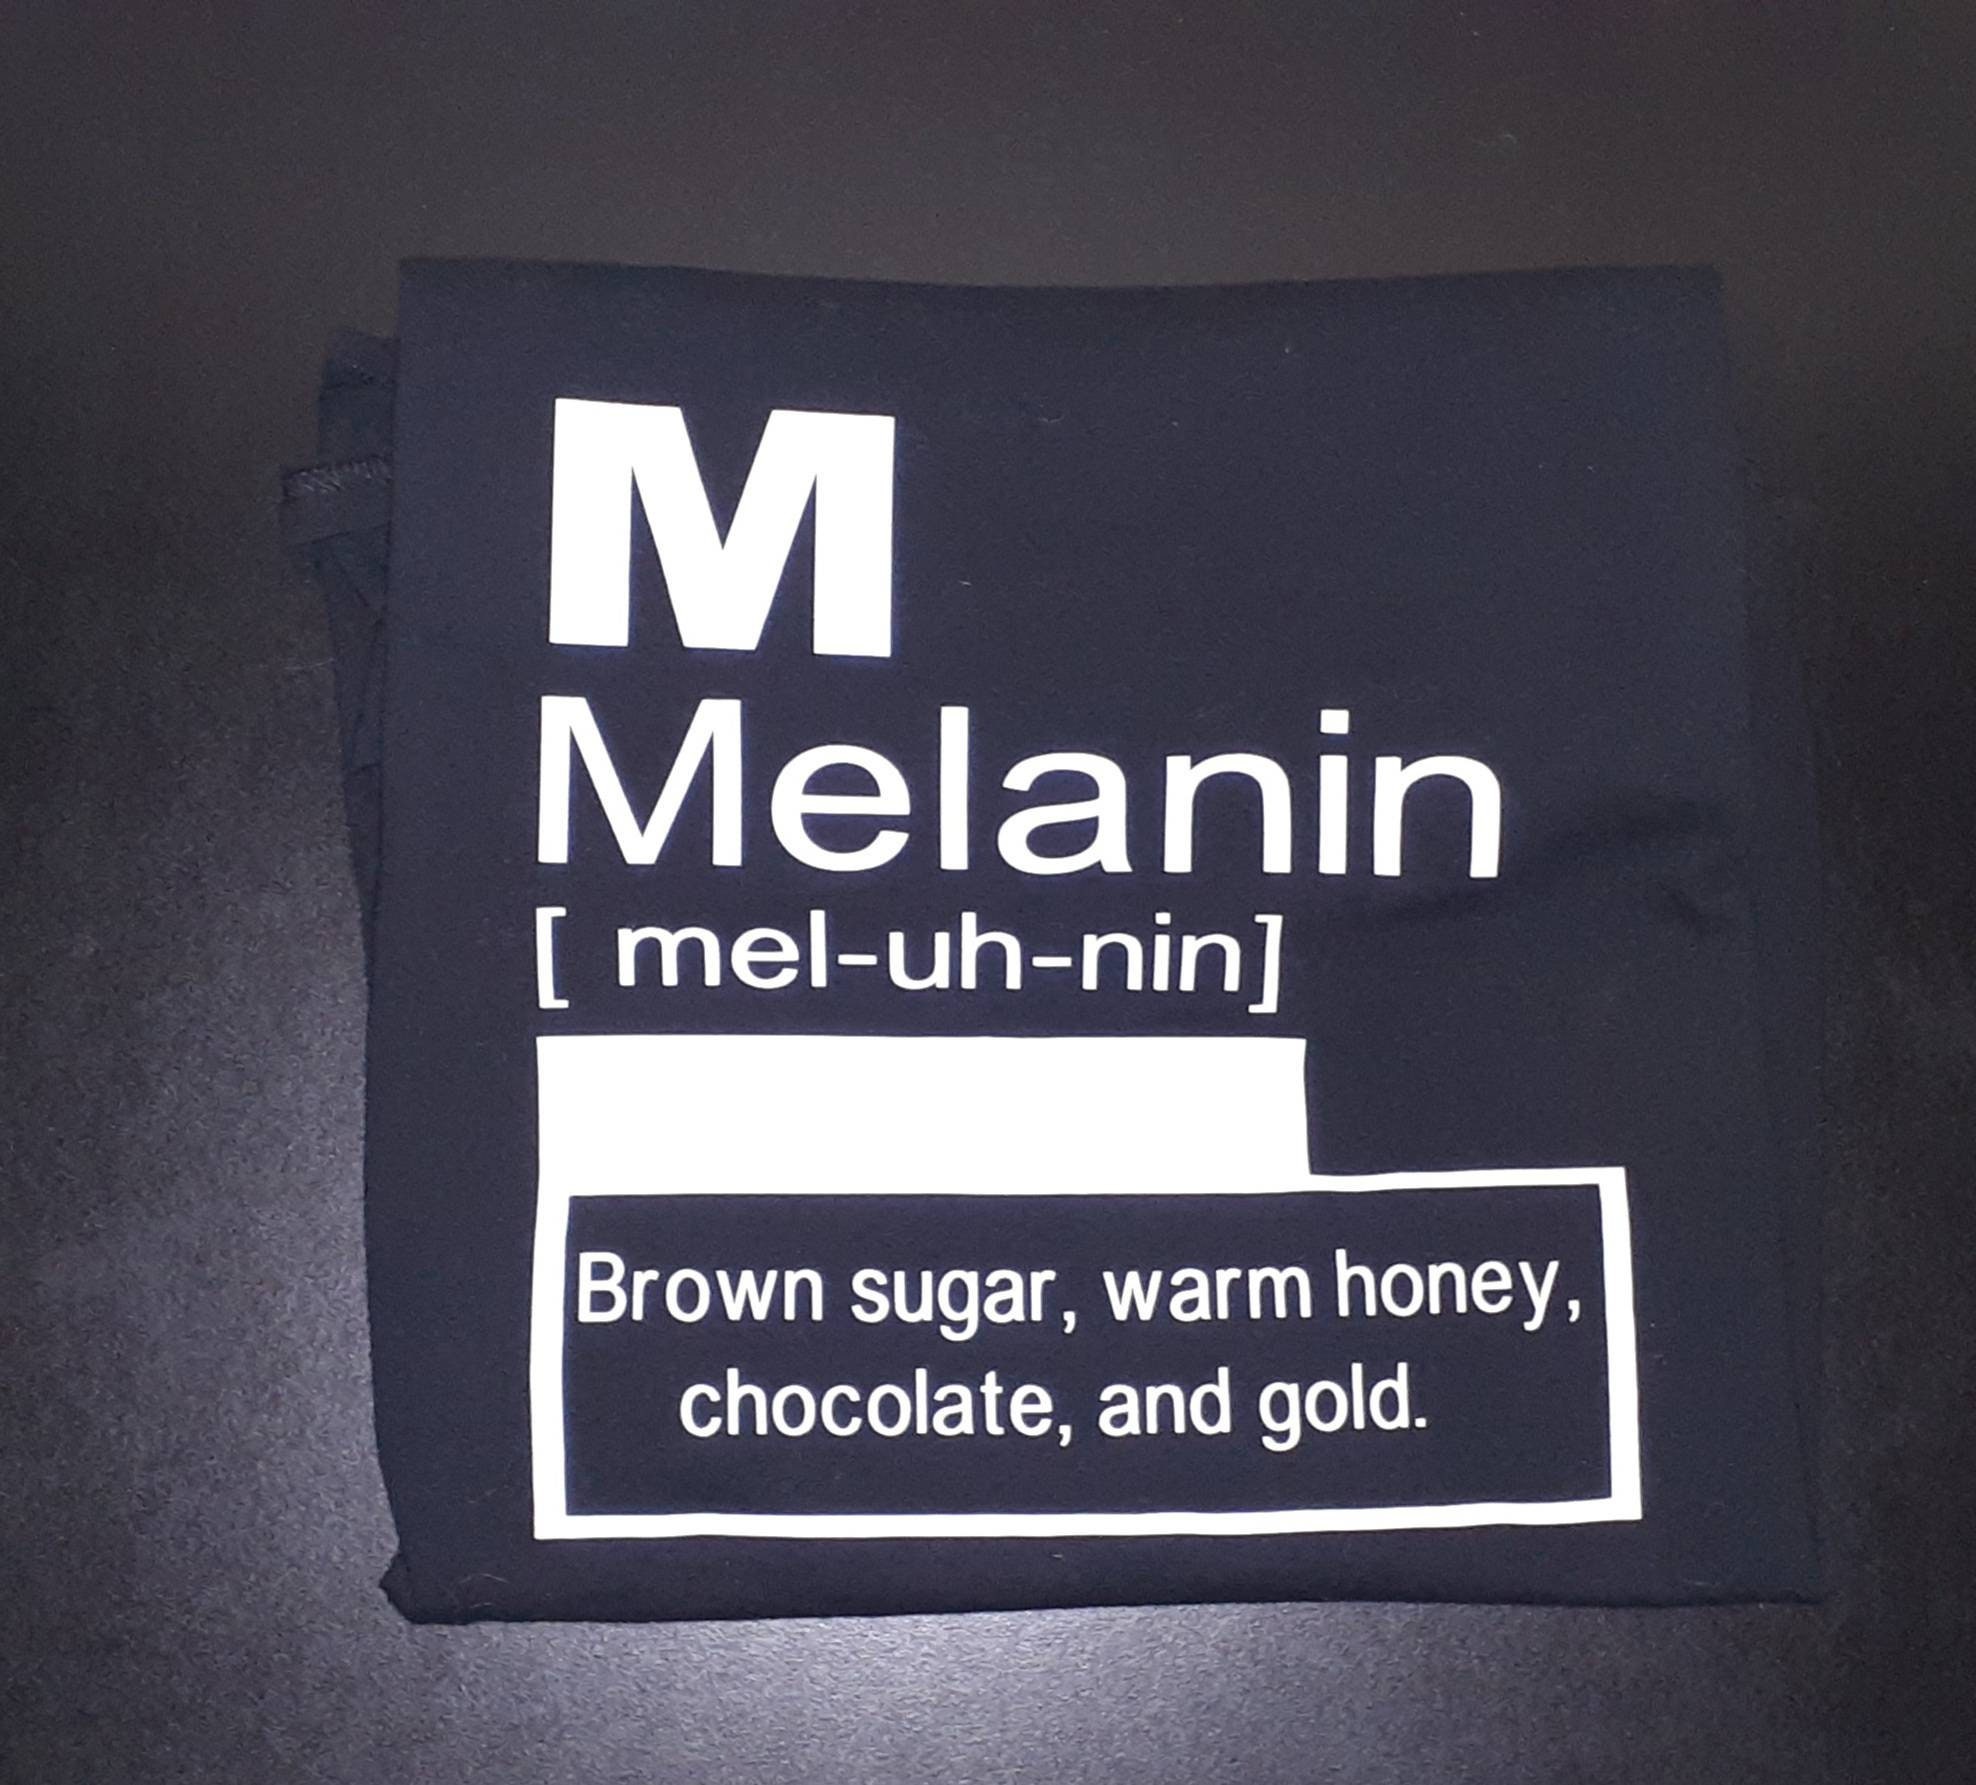 M
Melanin
[ mel-uh-nin]
Brown sugar, warm honey,
chocolate, and gold.